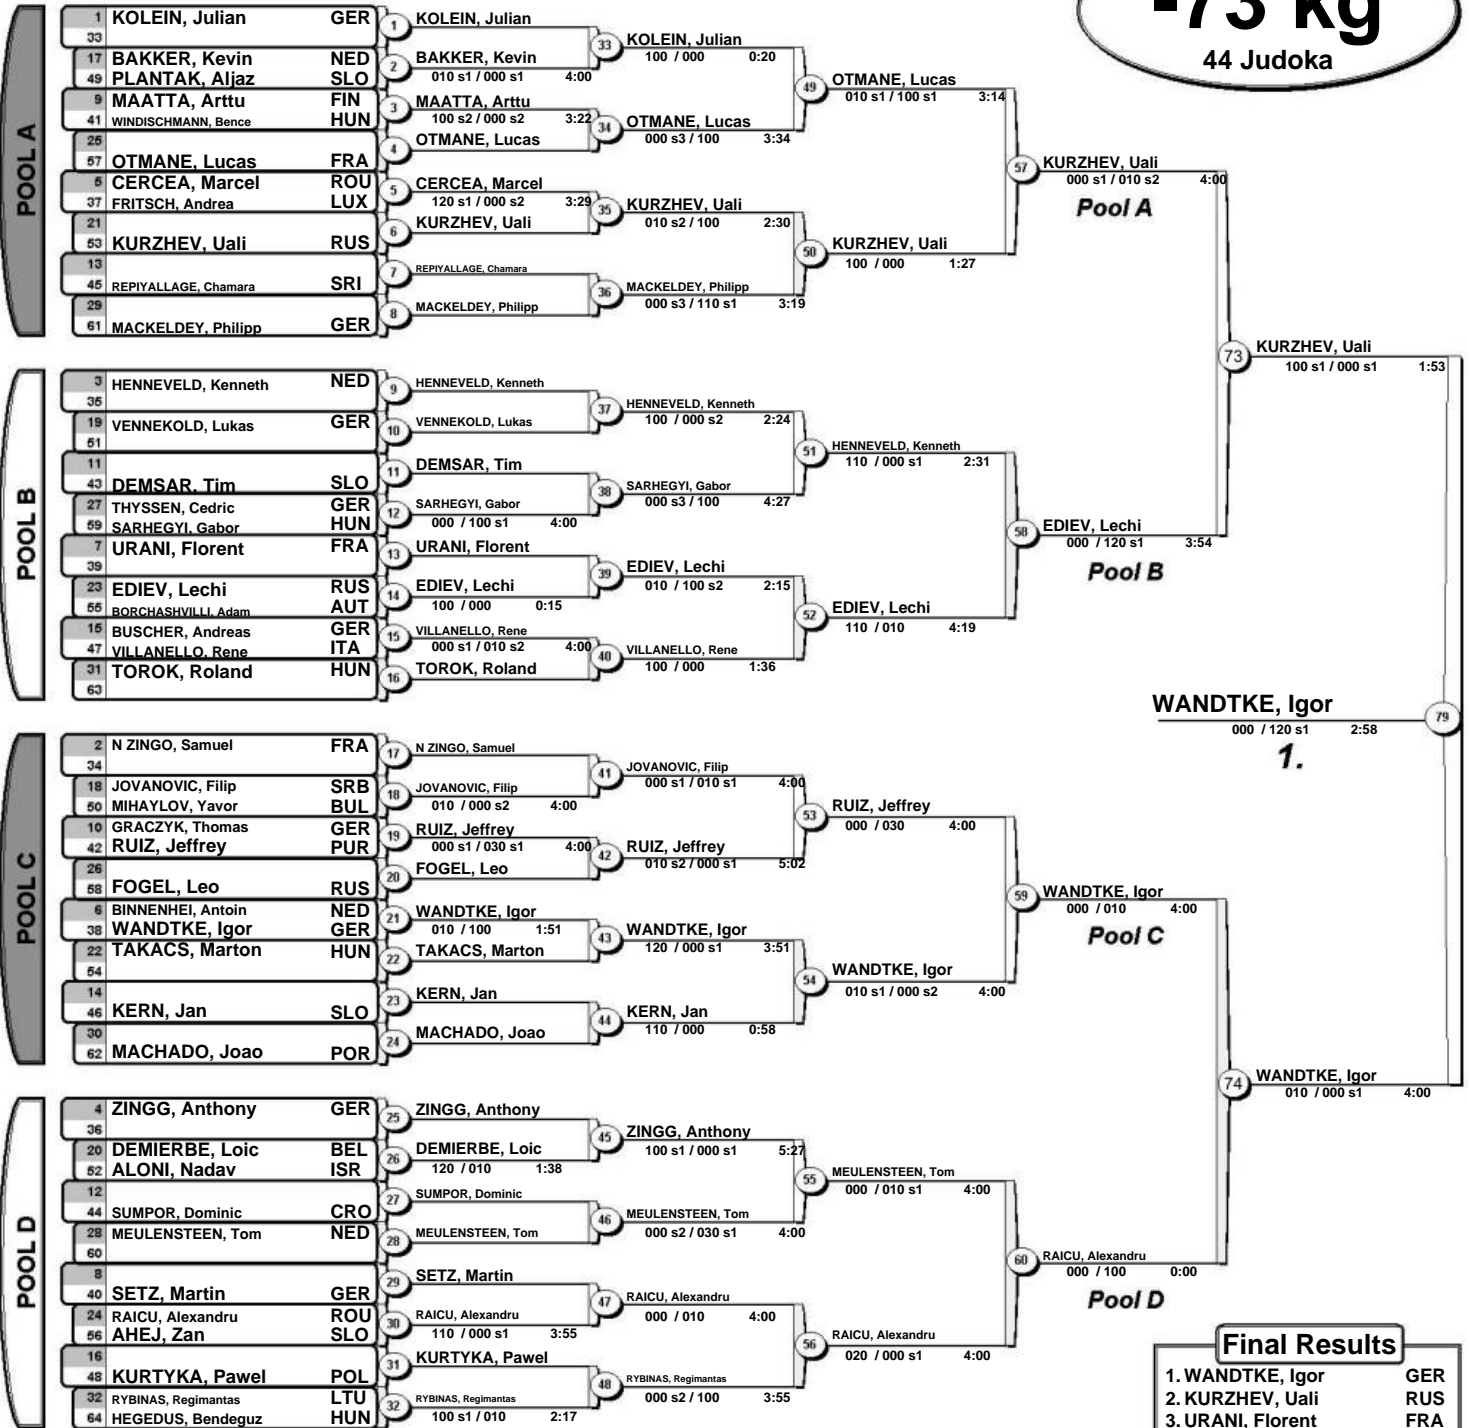 -73 kg
44 Judoka
POOL A
1 KOLEIN, Julian GER
33
17 BAKKER, Kevin NED
49 PLANTAK, Aljaz SLO
9 MAATTA, Arttu FIN
41 WINDISCHMANN, Bence HUN
25
57 OTMANE, Lucas FRA
5 CERCEA, Marcel ROU
37 FRITSCH, Andrea LUX
21
53 KURZHEV, Uali RUS
13
45 REPIYALLAGE, Chamara SRI
29
61 MACKELDEY, Philipp GER
1 KOLEIN, Julian
2 BAKKER, Kevin
010 s1 / 000 s1 4:00
3 MAATTA, Arttu
100 s2 / 000 s2 3:22
4 OTMANE, Lucas
5 CERCEA, Marcel
120 s1 / 000 s2 3:29
6 KURZHEV, Uali
7 REPIYALLAGE, Chamara
8 MACKELDEY, Philipp
33 KOLEIN, Julian
100 / 000 0:20
34 OTMANE, Lucas
000 s3 / 100 3:34
35 KURZHEV, Uali
010 s2 / 100 2:30
36 MACKELDEY, Philipp
000 s3 / 110 s1 3:19
49 OTMANE, Lucas
010 s1 / 100 s1 3:14
50 KURZHEV, Uali
100 / 000 1:27
57 KURZHEV, Uali
000 s1 / 010 s2 4:00
Pool A
POOL B
3 HENNEVELD, Kenneth NED
35
19 VENNEKOLD, Lukas GER
51
11
43 DEMSAR, Tim SLO
27 THYSSEN, Cedric GER
59 SARHEGYI, Gabor HUN
7 URANI, Florent FRA
39
23 EDIEV, Lechi RUS
55 BORCHASHVILLI, Adam AUT
15 BUSCHER, Andreas GER
47 VILLANELLO, Rene ITA
31 TOROK, Roland HUN
63
9 HENNEVELD, Kenneth
10 VENNEKOLD, Lukas
11 DEMSAR, Tim
12 SARHEGYI, Gabor
000 / 100 s1 4:00
13 URANI, Florent
14 EDIEV, Lechi
100 / 000 0:15
15 VILLANELLO, Rene
000 s1 / 010 s2 4:00
16 TOROK, Roland
37 HENNEVELD, Kenneth
100 / 000 s2 2:24
38 SARHEGYI, Gabor
000 s3 / 100 4:27
39 EDIEV, Lechi
010 / 100 s2 2:15
40 VILLANELLO, Rene
100 / 000 1:36
51 HENNEVELD, Kenneth
110 / 000 s1 2:31
52 EDIEV, Lechi
110 / 010 4:19
58 EDIEV, Lechi
000 / 120 s1 3:54
Pool B
73 KURZHEV, Uali
100 s1 / 000 s1 1:53
WANDTKE, Igor 79
000 / 120 s1 2:58
1.
POOL C
2 N ZINGO, Samuel FRA
34
18 JOVANOVIC, Filip SRB
50 MIHAYLOV, Yavor BUL
10 GRACZYK, Thomas GER
42 RUIZ, Jeffrey PUR
26
58 FOGEL, Leo RUS
6 BINNENHEI, Antoin NED
38 WANDTKE, Igor GER
22 TAKACS, Marton HUN
54
14
46 KERN, Jan SLO
30
62 MACHADO, Joao POR
17 N ZINGO, Samuel
18 JOVANOVIC, Filip
010 / 000 s2 4:00
19 RUIZ, Jeffrey
000 s1 / 030 s1 4:00
20 FOGEL, Leo
21 WANDTKE, Igor
010 / 100 1:51
22 TAKACS, Marton
23 KERN, Jan
24 MACHADO, Joao
41 JOVANOVIC, Filip
000 s1 / 010 s1 4:00
42 RUIZ, Jeffrey
010 s2 / 000 s1 5:02
43 WANDTKE, Igor
120 / 000 s1 3:51
44 KERN, Jan
110 / 000 0:58
53 RUIZ, Jeffrey
000 / 030 4:00
54 WANDTKE, Igor
010 s1 / 000 s2 4:00
59 WANDTKE, Igor
000 / 010 4:00
Pool C
POOL D
4 ZINGG, Anthony GER
36
20 DEMIERBE, Loic BEL
52 ALONI, Nadav ISR
12
44 SUMPOR, Dominic CRO
28 MEULENSTEEN, Tom NED
60
8
40 SETZ, Martin GER
24 RAICU, Alexandru ROU
56 AHEJ, Zan SLO
16
48 KURTYKA, Pawel POL
32 RYBINAS, Regimantas LTU
64 HEGEDUS, Bendeguz HUN
25 ZINGG, Anthony
26 DEMIERBE, Loic
120 / 010 1:38
27 SUMPOR, Dominic
28 MEULENSTEEN, Tom
29 SETZ, Martin
30 RAICU, Alexandru
110 / 000 s1 3:55
31 KURTYKA, Pawel
32 RYBINAS, Regimantas
100 s1 / 010 2:17
45 ZINGG, Anthony
100 s1 / 000 s1 5:27
46 MEULENSTEEN, Tom
000 s2 / 030 s1 4:00
47 RAICU, Alexandru
000 / 010 4:00
48 RYBINAS, Regimantas
000 s2 / 100 3:55
55 MEULENSTEEN, Tom
000 / 010 s1 4:00
56 RAICU, Alexandru
020 / 000 s1 4:00
60 RAICU, Alexandru
000 / 100 0:00
Pool D
74 WANDTKE, Igor
010 / 000 s1 4:00
Final Results
1. WANDTKE, Igor GER
2. KURZHEV, Uali RUS
3. URANI, Florent FRA